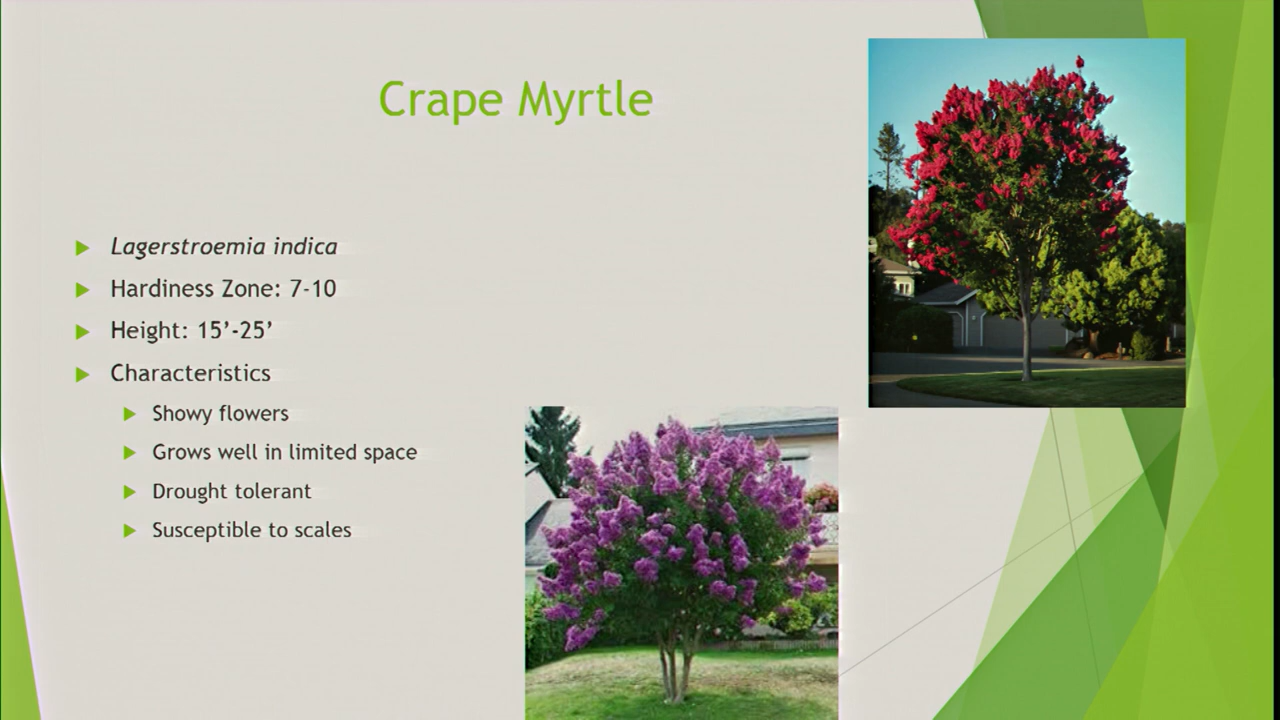 Crape Myrtle
Lagerstroemia indica
Hardiness Zone: 7-10
Height: 15’-25’
Characteristics
Showy flowers
Grows well in limited space
Drought tolerant
Susceptible to scales